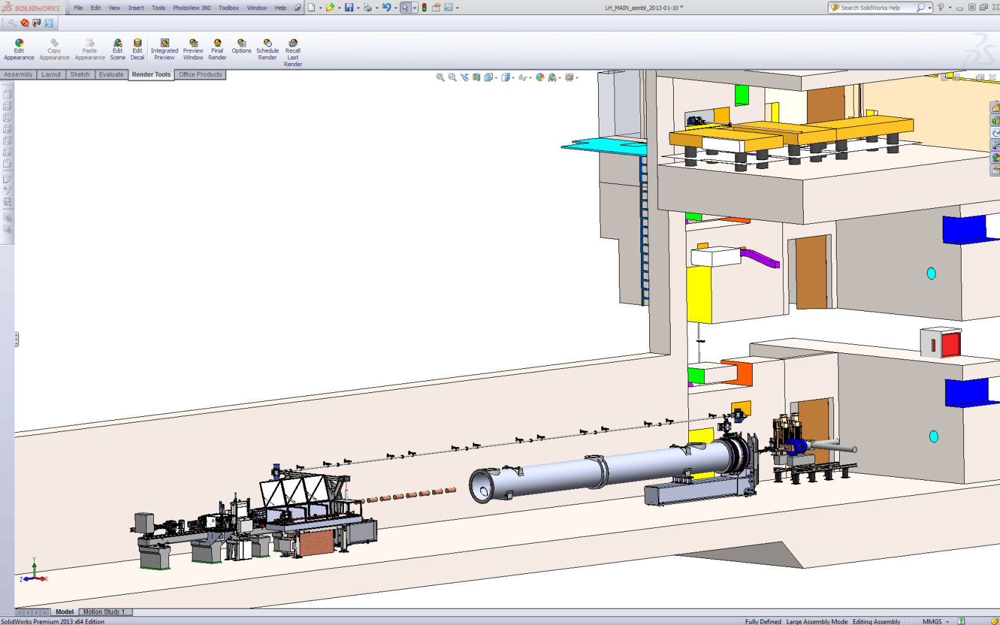 SOLIDWORKS File Edit View Insert Tools PhotoView 360 Toolbox Window Help LH_MAIN_asmbl_2013-01-10 * Search SolidWorks Help
Edit Appearance
Copy Appearance
Paste Appearance
Edit Scene
Edit Decal
Integrated Preview
Preview Window
Final Render
Options
Schedule Render
Recall Last Render
Assembly Layout Sketch Evaluate Render Tools Office Products
Y
Z X
Model Motion Study 1
SolidWorks Premium 2013 x64 Edition Fully Defined Large Assembly Mode Editing Assembly MMGS